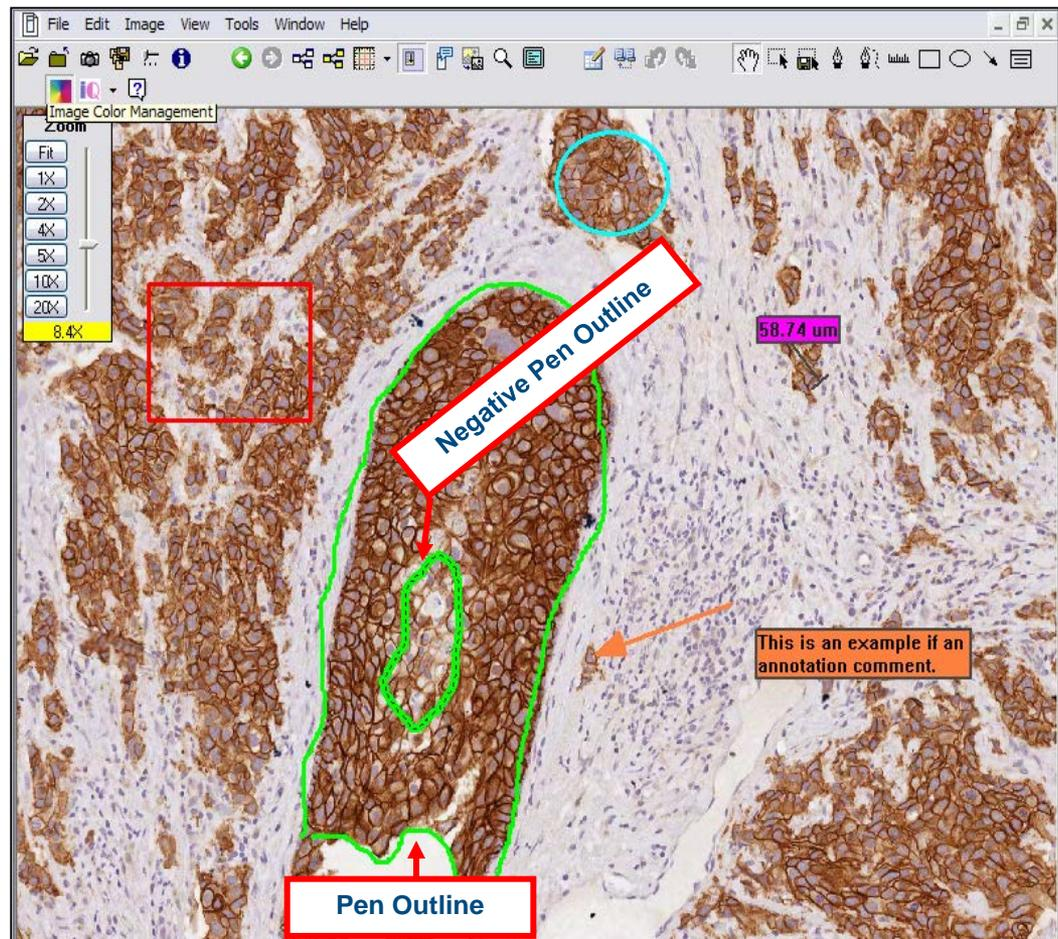 File Edit Image View Tools Window Help
iQ
Image Color Management
Zoom
Fit
1X
2X
4X
5X
10X
20X
8.4X
Negative Pen Outline
58.74 um
This is an example if an
annotation comment.
Pen Outline